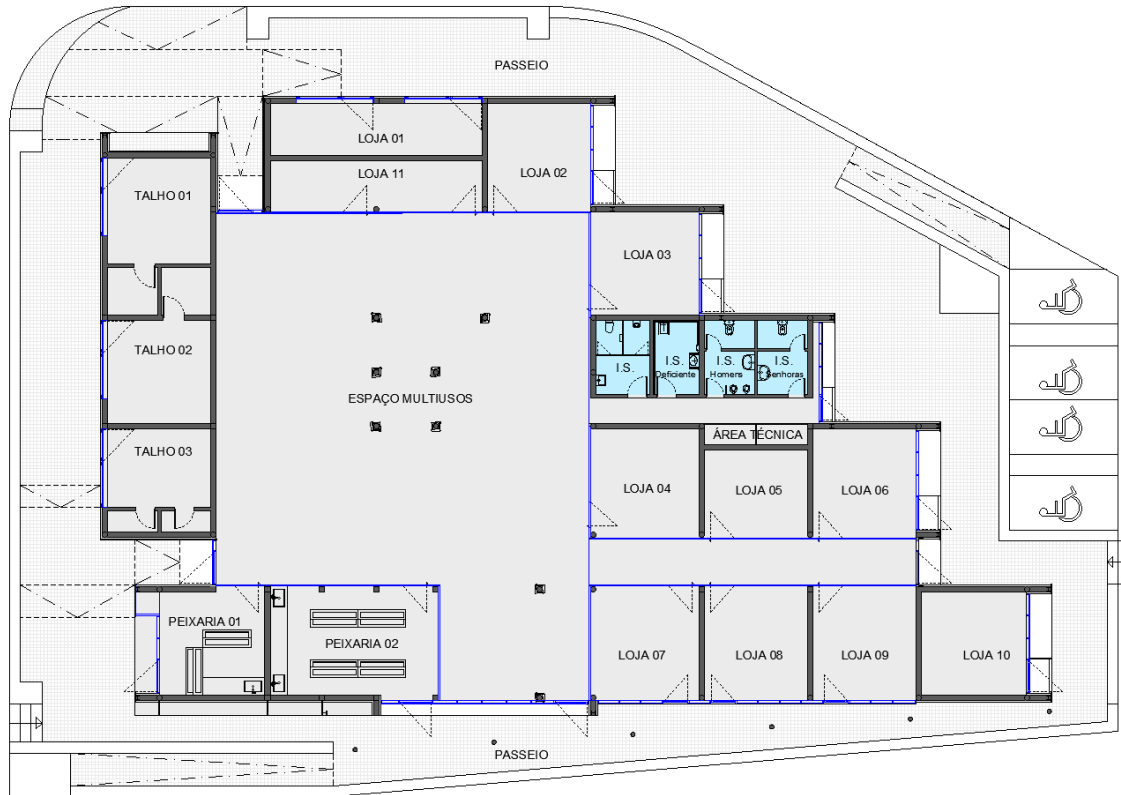 PASSEIO
LOJA 01
LOJA 11
LOJA 02
TALHO 01
LOJA 03
TALHO 02
I.S.
I.S.
Deficiente
I.S.
Homens
I.S.
Senhoras
ESPAÇO MULTIUSOS
ÁREA TÉCNICA
TALHO 03
LOJA 04
LOJA 05
LOJA 06
PEIXARIA 01
PEIXARIA 02
LOJA 07
LOJA 08
LOJA 09
LOJA 10
PASSEIO